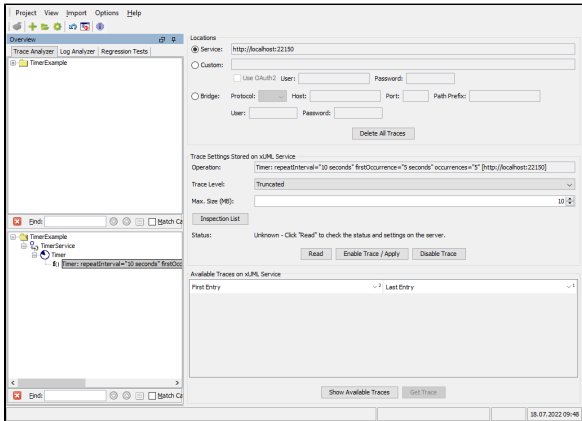 Project View Import Options Help
Overview
Trace Analyzer Log Analyzer Regression Tests
TimerExample
Find: Match Ca
TimerExample
TimerService
Timer
Timer: repeatInterval="10 seconds" firstOcc
Find: Match Ca
Locations
Service: http://localhost:22150
Custom:
Use OAuth2 User: Password:
Bridge: Protocol: Host: Port: Path Prefix:
User: Password:
Delete All Traces
Trace Settings Stored on xUML Service
Operation: Timer: repeatInterval="10 seconds" firstOccurrence="5 seconds" occurrences="5" [http://localhost:22150]
Trace Level: Truncated
Max. Size (MB): 10
Inspection List
Status: Unknown - Click "Read" to check the status and settings on the server.
Read Enable Trace / Apply Disable Trace
Available Traces on xUML Service
First Entry 2 Last Entry 1
Show Available Traces Get Trace
18.07.2022 09:48